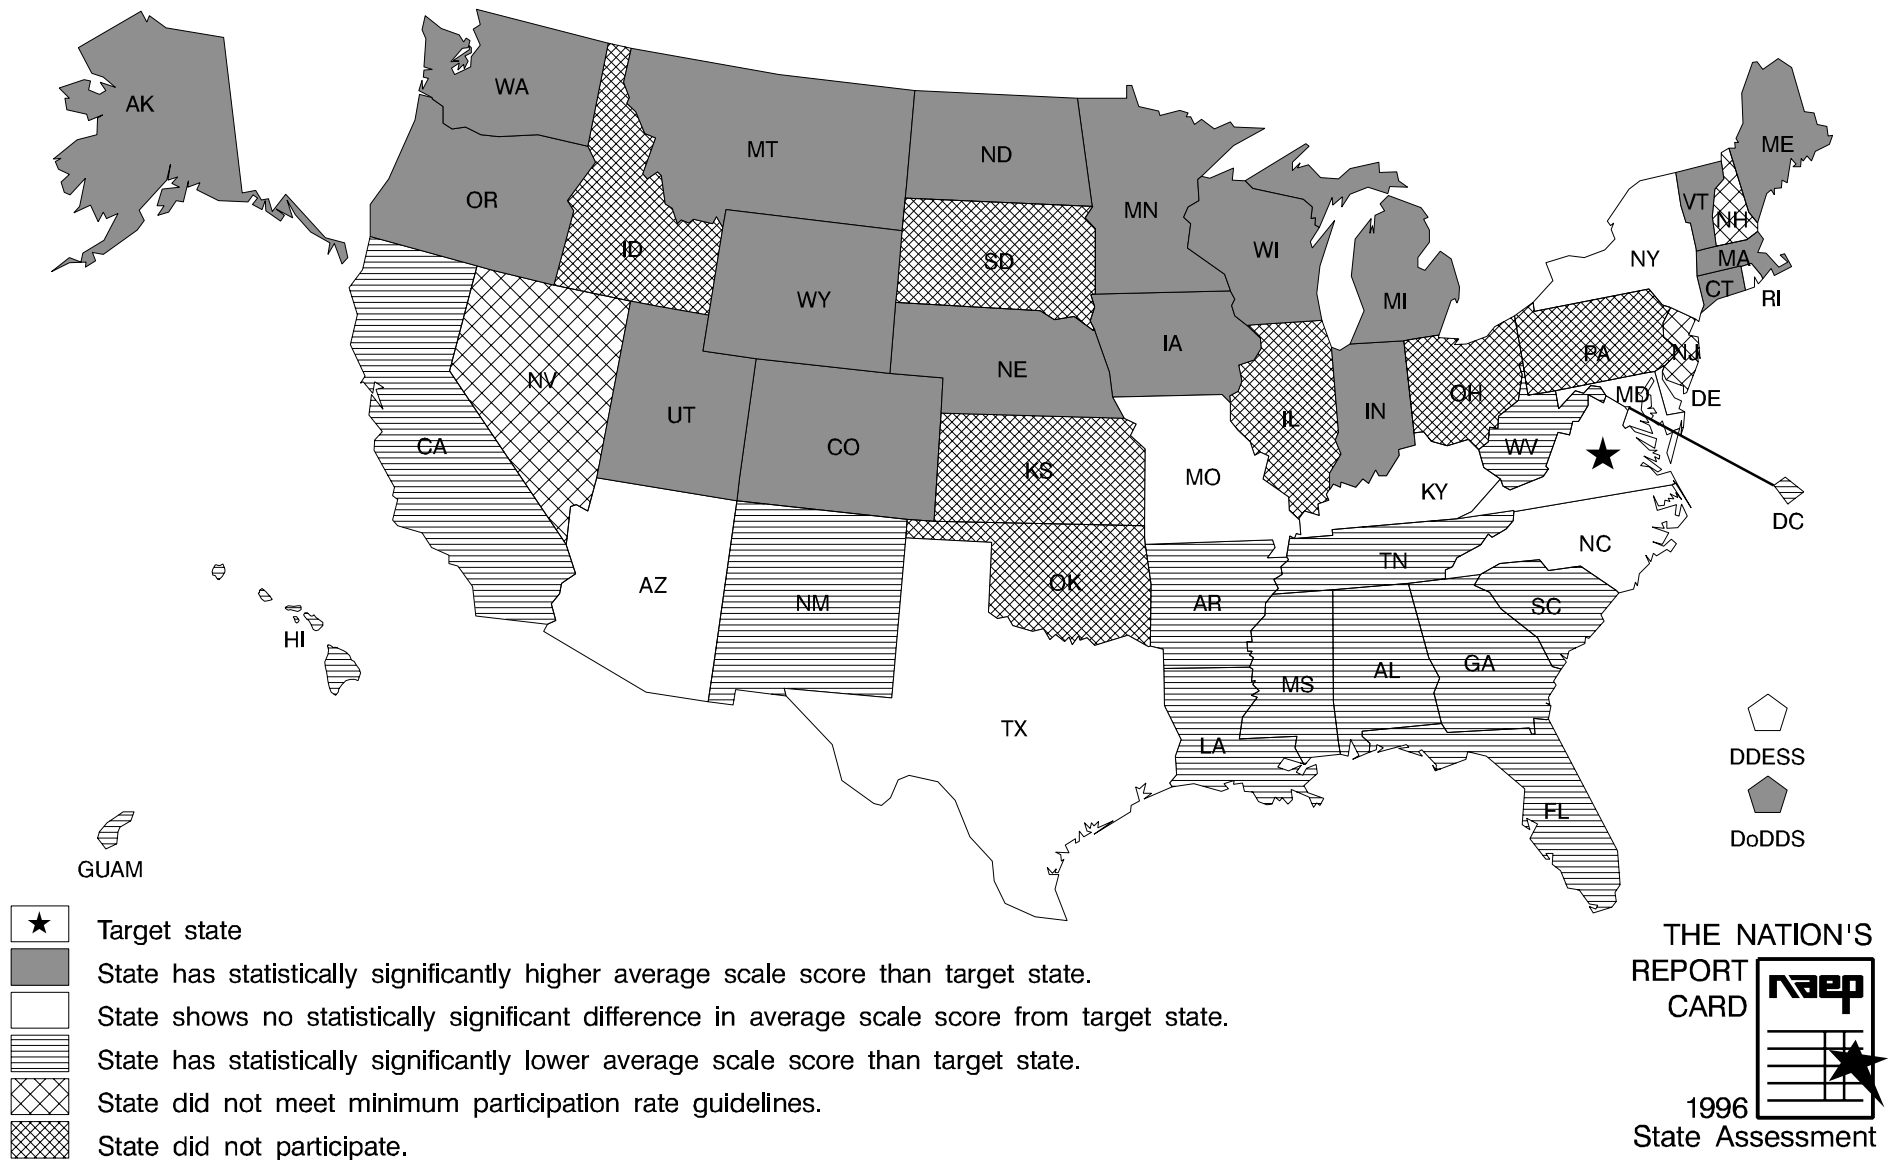 AK
WA
OR
MT
ND
MN
ID
SD
WY
WI
MI
NY
VT
NH
ME
MA
CT
RI
NV
UT
CO
NE
IA
IL
IN
OH
PA
NJ
MD
DE
WV
CA
KS
MO
KY
DC
AZ
NM
OK
AR
TN
NC
SC
HI
TX
LA
MS
AL
GA
FL
GUAM
DDESS
DoDDS
Target state
State has statistically significantly higher average scale score than target state.
State shows no statistically significant difference in average scale score from target state.
State has statistically significantly lower average scale score than target state.
State did not meet minimum participation rate guidelines.
State did not participate.
THE NATION'S
REPORT
CARD
naep
1996
State Assessment